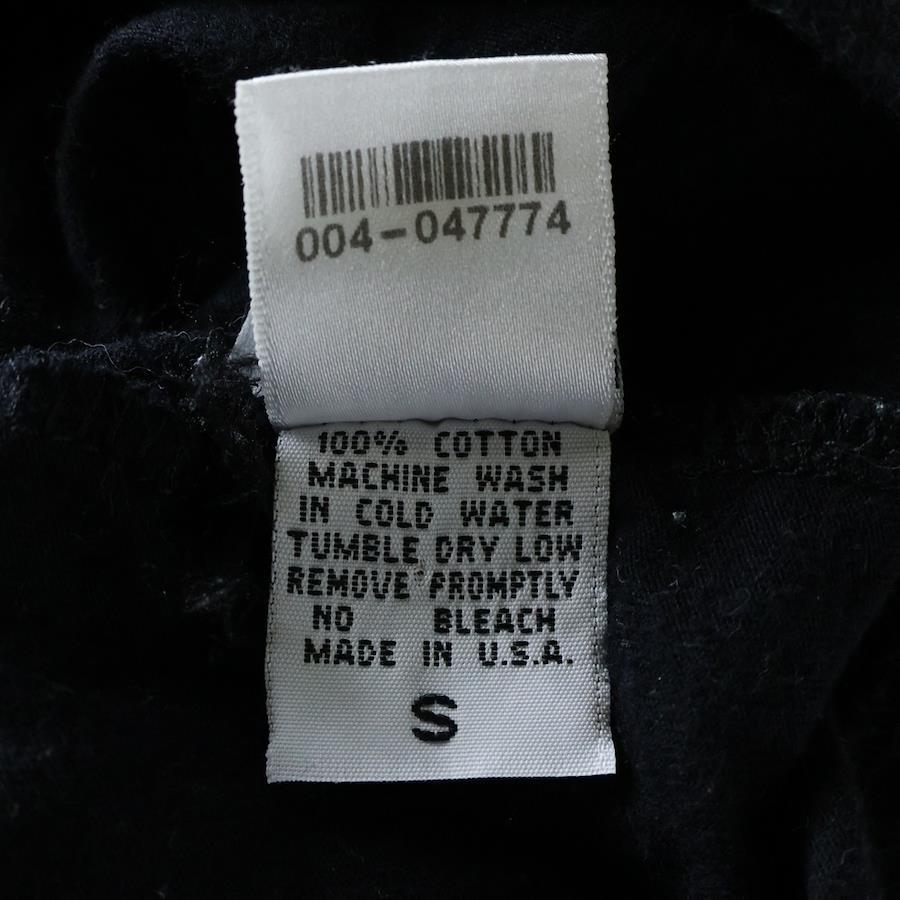 004-047774
100% COTTON
MACHINE WASH
IN COLD WATER
TUMBLE DRY LOW
REMOVE PROMPTLY
NO BLEACH
MADE IN U.S.A.
S